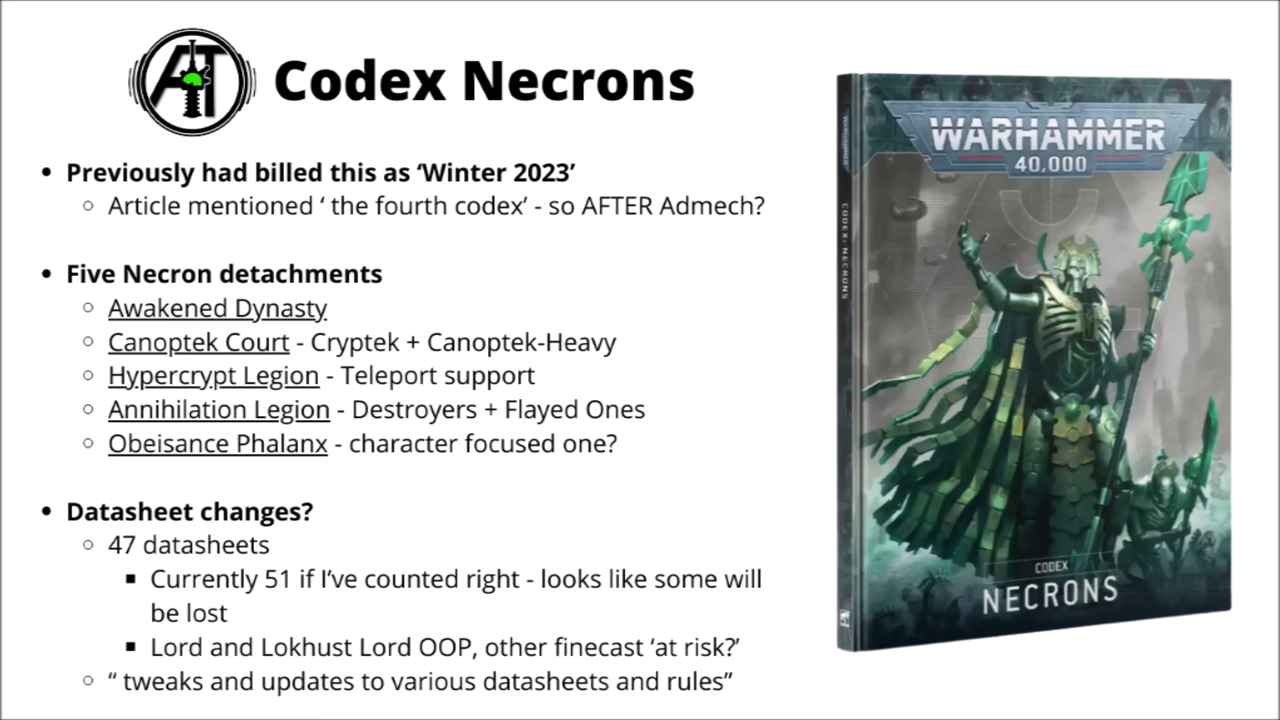 AT
Codex Necrons
• Previously had billed this as ‘Winter 2023’
○ Article mentioned ‘ the fourth codex’ - so AFTER Admech?
• Five Necron detachments
○ Awakened Dynasty
○ Canoptek Court - Cryptek + Canoptek-Heavy
○ Hypercrypt Legion - Teleport support
○ Annihilation Legion - Destroyers + Flayed Ones
○ Obeisance Phalanx - character focused one?
• Datasheet changes?
○ 47 datasheets
▪ Currently 51 if I’ve counted right - looks like some will
be lost
▪ Lord and Lokhust Lord OOP, other finecast ‘at risk?’
○ “ tweaks and updates to various datasheets and rules”
WARHAMMER
40,000
CODEX: NECRONS
CODEX
NECRONS